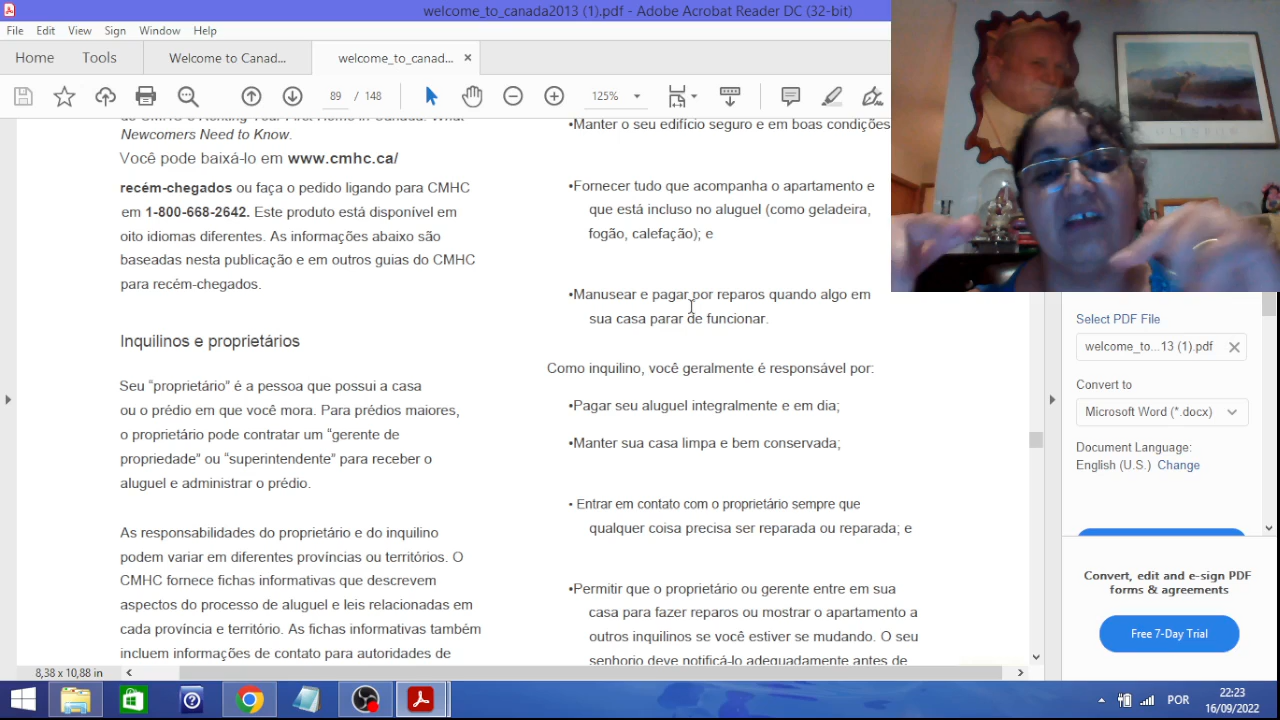 welcome_to_canada2013 (1).pdf - Adobe Acrobat Reader DC (32-bit)
File Edit View Sign Window Help
Home Tools Welcome to Canad... welcome_to_canad... ×
89 / 148 125%
de CMHC
Newcomers Need to Know.
Você pode baixá-lo em www.cmhc.ca/
recém-chegados ou faça o pedido ligando para CMHC
em 1-800-668-2642. Este produto está disponível em
oito idiomas diferentes. As informações abaixo são
baseadas nesta publicação e em outros guias do CMHC
para recém-chegados.
Inquilinos e proprietários
Seu “proprietário” é a pessoa que possui a casa
ou o prédio em que você mora. Para prédios maiores,
o proprietário pode contratar um “gerente de
propriedade” ou “superintendente” para receber o
aluguel e administrar o prédio.
As responsabilidades do proprietário e do inquilino
podem variar em diferentes províncias ou territórios. O
CMHC fornece fichas informativas que descrevem
aspectos do processo de aluguel e leis relacionadas em
cada província e território. As fichas informativas também
incluem informações de contato para autoridades de
•Manter o seu edifício seguro e em boas condições
•Fornecer tudo que acompanha o apartamento e
que está incluso no aluguel (como geladeira,
fogão, calefação); e
•Manusear e pagar por reparos quando algo em
sua casa parar de funcionar.
Como inquilino, você geralmente é responsável por:
•Pagar seu aluguel integralmente e em dia;
•Manter sua casa limpa e bem conservada;
• Entrar em contato com o proprietário sempre que
qualquer coisa precisa ser reparada ou reparada; e
•Permitir que o proprietário ou gerente entre em sua
casa para fazer reparos ou mostrar o apartamento a
outros inquilinos se você estiver se mudando. O seu
senhorio deve notificá-lo adequadamente antes de
Select PDF File
welcome_to...13 (1).pdf
Convert to
Microsoft Word (*.docx)
Document Language:
English (U.S.) Change
Convert, edit and e-sign PDF
forms & agreements
Free 7-Day Trial
8,38 x 10,88 in
POR
22:23
16/09/2022